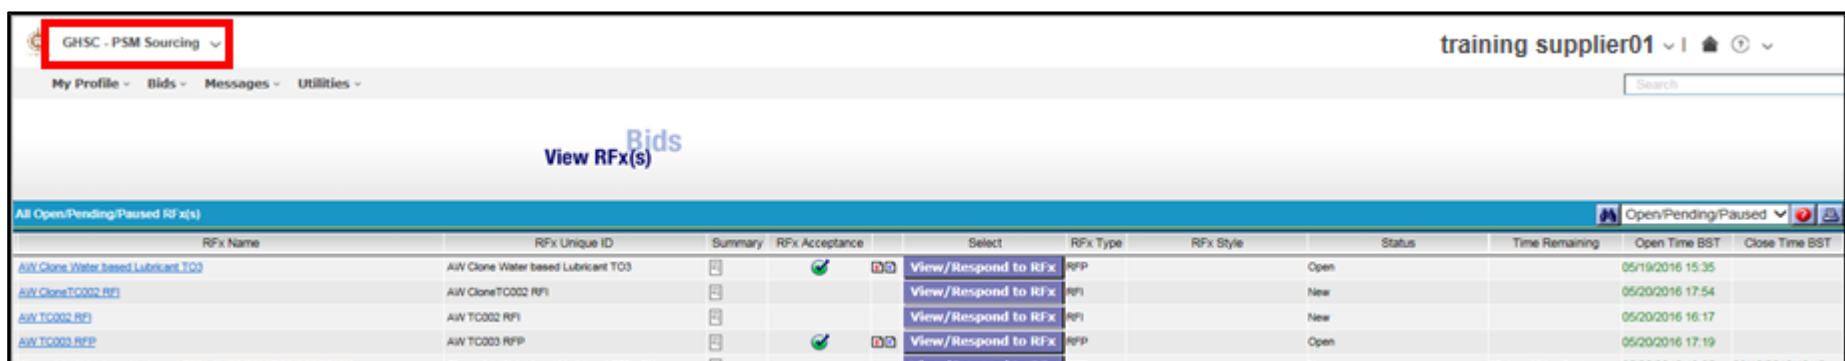 GHSC - PSM Sourcing
training supplier01
My Profile Bids Messages Utilities
Search
Bids
View RFx(s)
All Open/Pending/Paused RFx(s) Open/Pending/Paused
RFx Name RFx Unique ID Summary RFx Acceptance Select RFx Type RFx Style Status Time Remaining Open Time BST Close Time BST
AW Clone Water based Lubricant TO3 AW Clone Water based Lubricant TO3 View/Respond to RFx RFP Open 05/19/2016 15:35
AW CloneTC002 RFI AW CloneTC002 RFI View/Respond to RFx RFI New 05/20/2016 17:54
AW TC002 RFI AW TC002 RFI View/Respond to RFx RFI New 05/20/2016 16:17
AW TC003 RFP AW TC003 RFP View/Respond to RFx RFP Open 05/20/2016 17:19